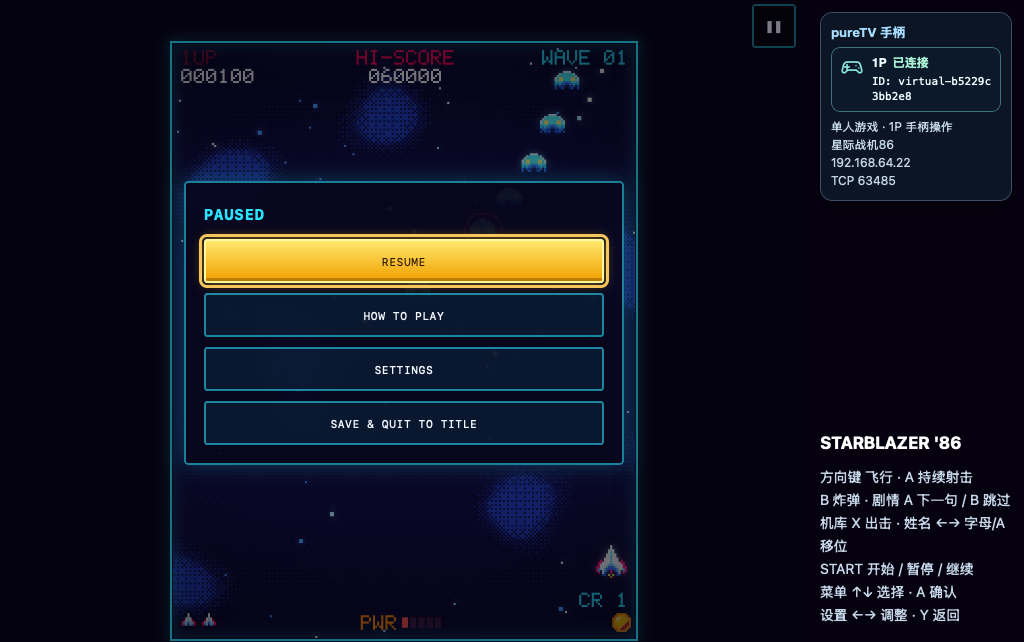 1UP HI-SCORE WAVE 01
000100 060000
PAUSED
RESUME
HOW TO PLAY
SETTINGS
SAVE & QUIT TO TITLE
CR 1
PWR
pureTV 手柄
1P 已连接
ID: virtual-b5229c
3bb2e8
单人游戏 · 1P 手柄操作
星际战机86
192.168.64.22
TCP 63485
STARBLAZER '86
方向键 飞行 · A 持续射击
B 炸弹 · 剧情 A 下一句 / B 跳过
机库 X 出击 · 姓名 ←→ 字母/A
移位
START 开始 / 暂停 / 继续
菜单 ↑↓ 选择 · A 确认
设置 ←→ 调整 · Y 返回